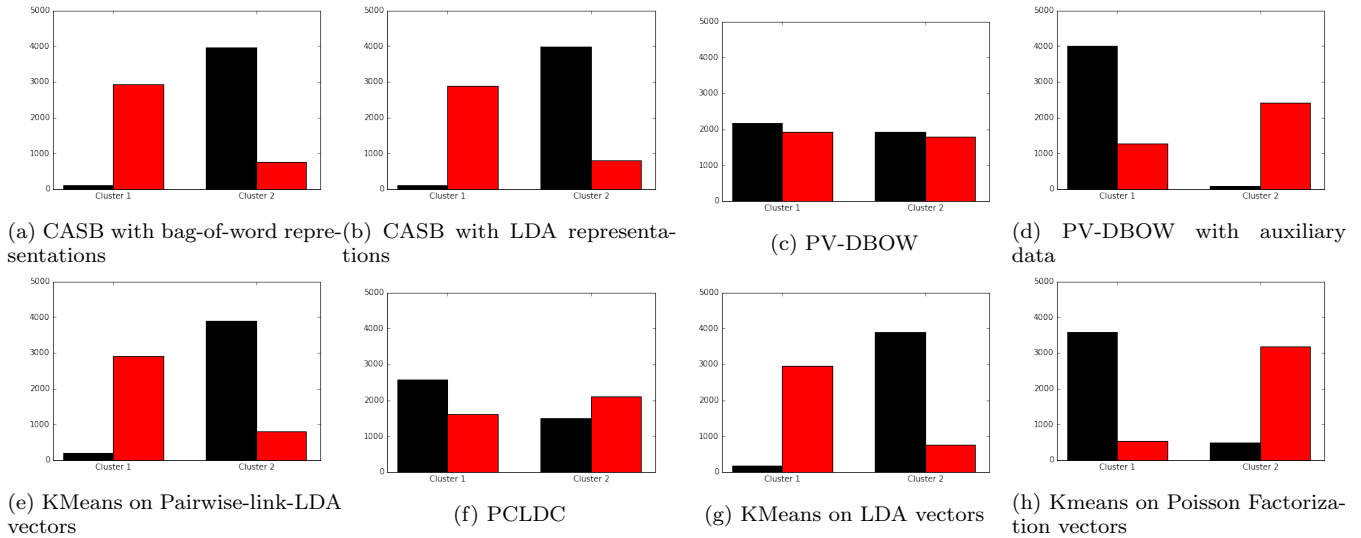 5000
4000
3000
2000
1000
0
Cluster 1 Cluster 2
(a) CASB with bag-of-word repre-
sentations
5000
4000
3000
2000
1000
0
Cluster 1 Cluster 2
(b) CASB with LDA representa-
tions
5000
4000
3000
2000
1000
0
Cluster 1 Cluster 2
(c) PV-DBOW
5000
4000
3000
2000
1000
0
Cluster 1 Cluster 2
(d) PV-DBOW with auxiliary
data
5000
4000
3000
2000
1000
0
Cluster 1 Cluster 2
(e) KMeans on Pairwise-link-LDA
vectors
5000
4000
3000
2000
1000
0
Cluster 1 Cluster 2
(f) PCLDC
5000
4000
3000
2000
1000
0
Cluster 1 Cluster 2
(g) KMeans on LDA vectors
5000
4000
3000
2000
1000
0
Cluster 1 Cluster 2
(h) Kmeans on Poisson Factoriza-
tion vectors